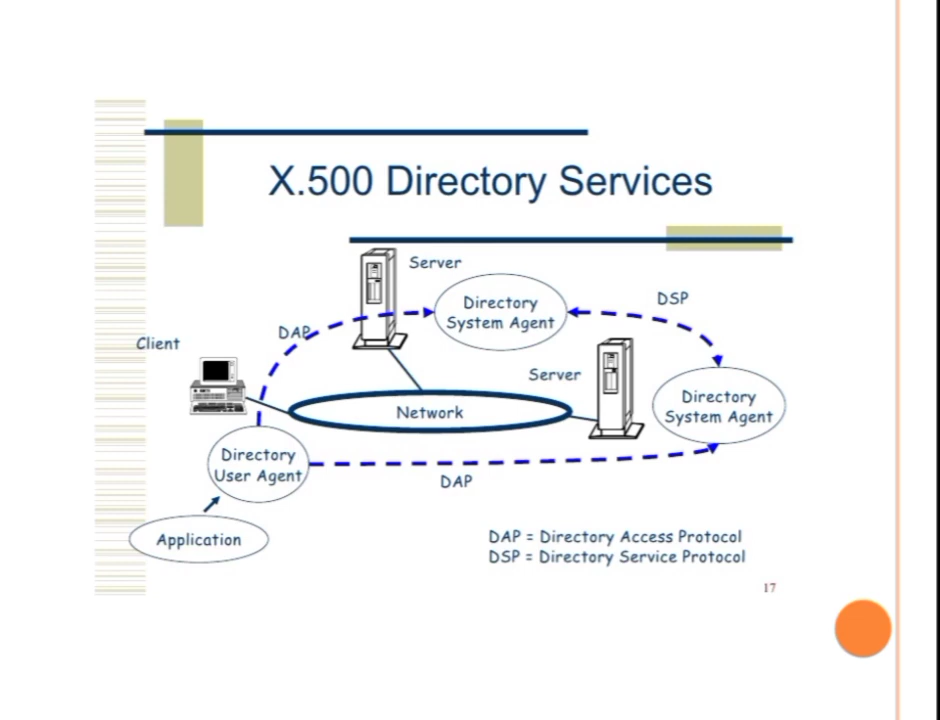 X.500 Directory Services
Server
Directory
System Agent
DSP
DAP
Client
Server
Directory
System Agent
Network
Directory
User Agent
DAP
Application
DAP = Directory Access Protocol
DSP = Directory Service Protocol
17